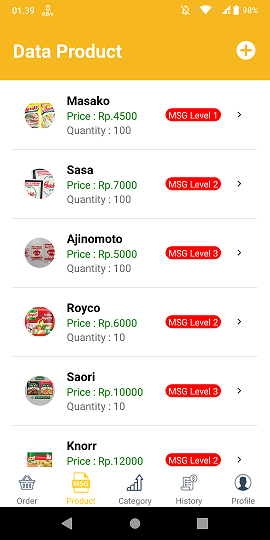 01.39 0 KB/s 98%
Data Product
Masako
Price : Rp.4500
MSG Level 1
Quantity : 100
Sasa
Price : Rp.7000
MSG Level 2
Quantity : 100
Ajinomoto
Price : Rp.5000
MSG Level 3
Quantity : 100
Royco
Price : Rp.6000
MSG Level 2
Quantity : 10
Saori
Price : Rp.10000
MSG Level 3
Quantity : 10
Knorr
Price : Rp.12000
MSG Level 2
MSG
Order
Product
Category
History
Profile